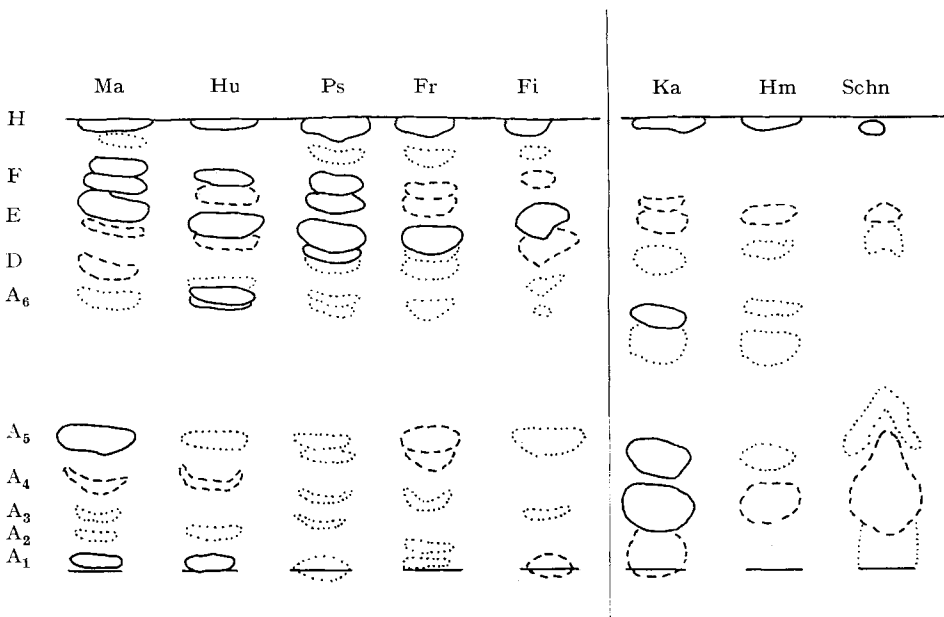 Ma Hu Ps Fr Fi Ka Hm Schn
H
F
E
D
A₆
A₅
A₄
A₃
A₂
A₁